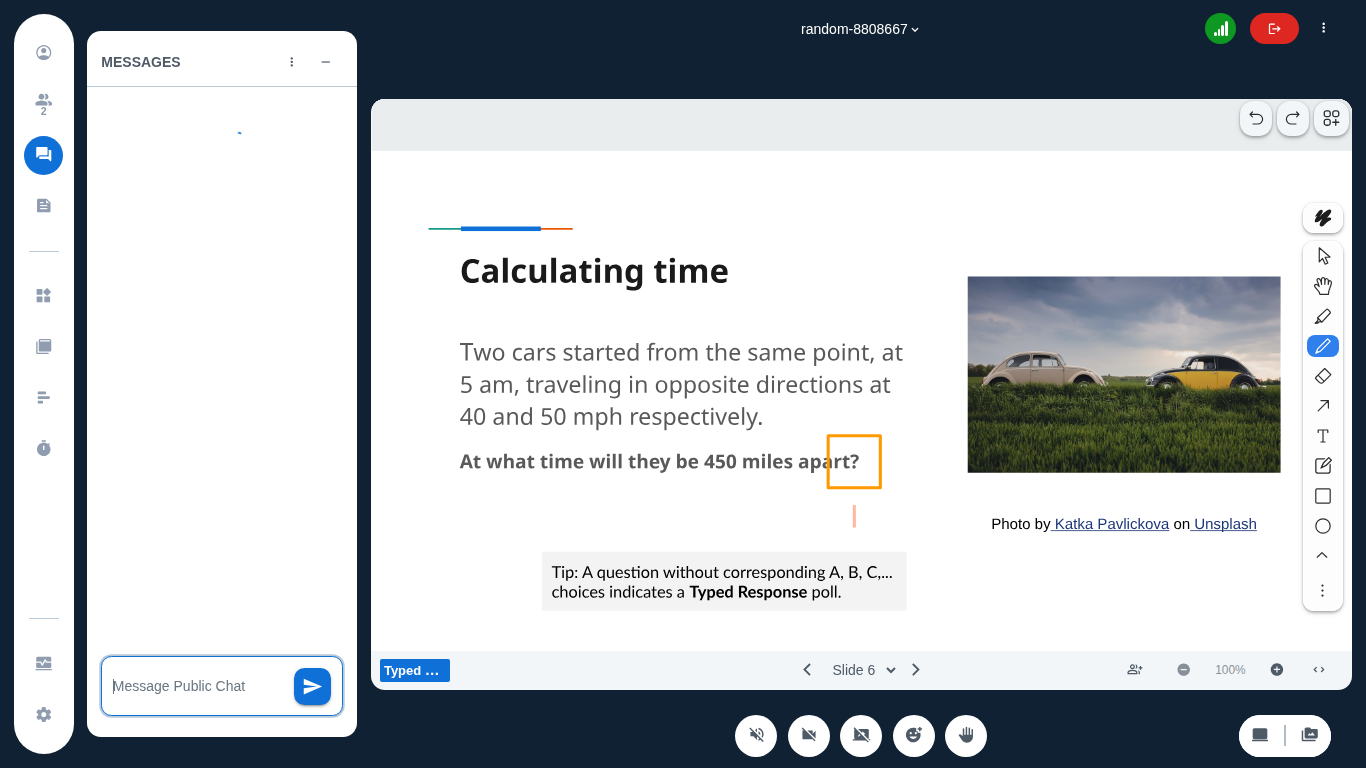 random-8808667
MESSAGES
2
Calculating time
Two cars started from the same point, at
5 am, traveling in opposite directions at
40 and 50 mph respectively.
At what time will they be 450 miles apart?
Photo by Katka Pavlickova on Unsplash
Tip: A question without corresponding A, B, C,...
choices indicates a Typed Response poll.
Message Public Chat
Typed ...
Slide 6
100%